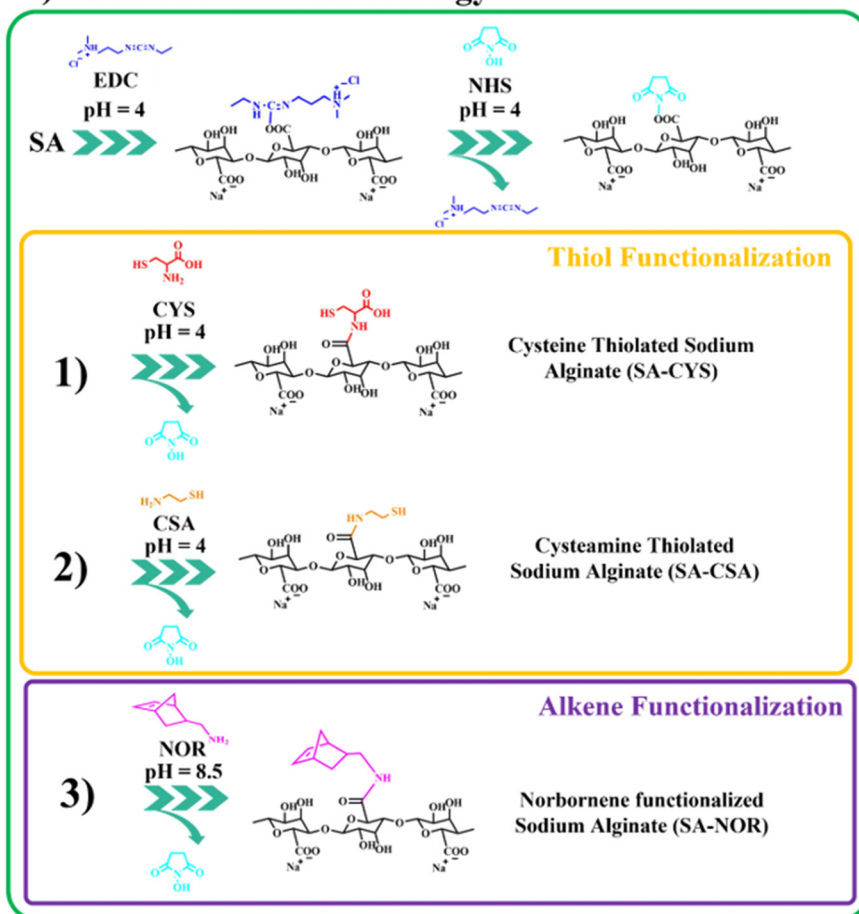 gy
EDC
pH = 4
NHS
pH = 4
SA
Thiol Functionalization
1)
CYS
pH = 4
Cysteine Thiolated Sodium
Alginate (SA-CYS)
2)
CSA
pH = 4
Cysteamine Thiolated
Sodium Alginate (SA-CSA)
Alkene Functionalization
3)
NOR
pH = 8.5
Norbornene functionalized
Sodium Alginate (SA-NOR)